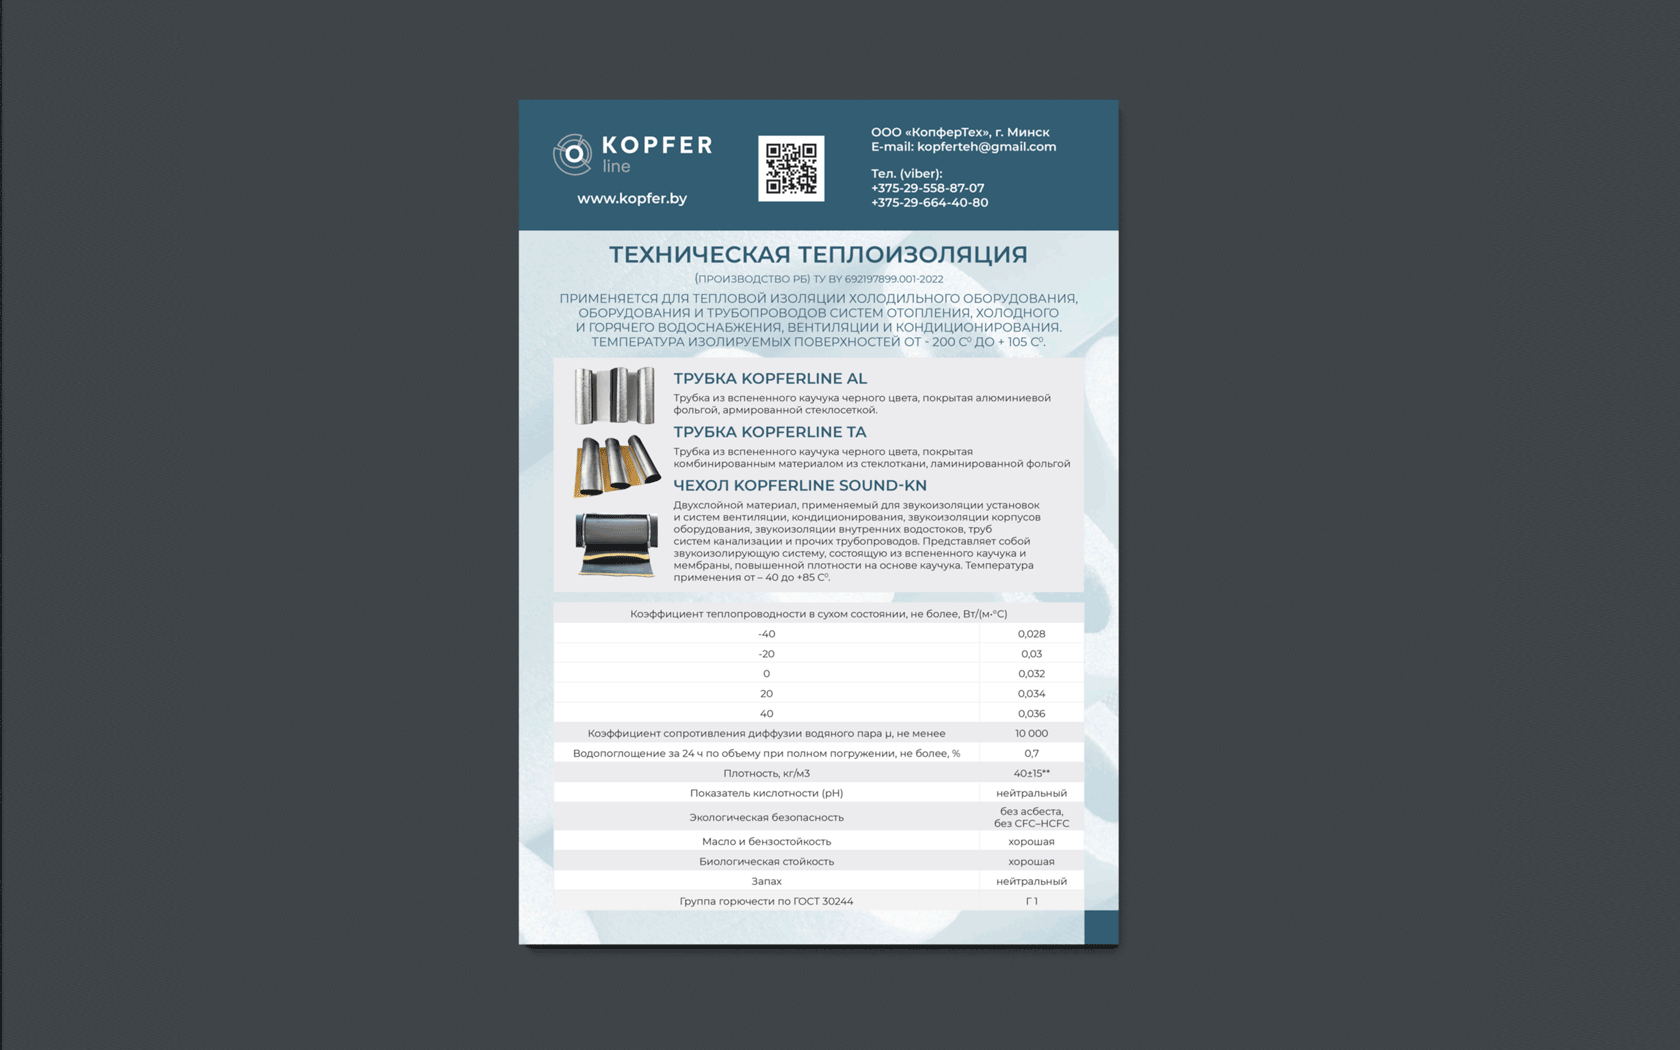 KOPFER
line
www.kopfer.by
ООО «КопферТех», г. Минск
E-mail: kopferteh@gmail.com
Тел. (viber):
+375-29-558-87-07
+375-29-664-40-80
ТЕХНИЧЕСКАЯ ТЕПЛОИЗОЛЯЦИЯ
(ПРОИЗВОДСТВО РБ) ТУ BY 692197899.001-2022
ПРИМЕНЯЕТСЯ ДЛЯ ТЕПЛОВОЙ ИЗОЛЯЦИИ ХОЛОДИЛЬНОГО ОБОРУДОВАНИЯ,
ОБОРУДОВАНИЯ И ТРУБОПРОВОДОВ СИСТЕМ ОТОПЛЕНИЯ, ХОЛОДНОГО
И ГОРЯЧЕГО ВОДОСНАБЖЕНИЯ, ВЕНТИЛЯЦИИ И КОНДИЦИОНИРОВАНИЯ.
ТЕМПЕРАТУРА ИЗОЛИРУЕМЫХ ПОВЕРХНОСТЕЙ ОТ - 200 С⁰ ДО + 105 С⁰.
ТРУБКА KOPFERLINE AL
Трубка из вспененного каучука черного цвета, покрытая алюминиевой
фольгой, армированной стеклосеткой.
ТРУБКА KOPFERLINE TA
Трубка из вспененного каучука черного цвета, покрытая
комбинированным материалом из стеклоткани, ламинированной фольгой
ЧЕХОЛ KOPFERLINE SOUND-KN
Двухслойной материал, применяемый для звукоизоляции установок
и систем вентиляции, кондиционирования, звукоизоляции корпусов
оборудования, звукоизоляции внутренних водостоков, труб
систем канализации и прочих трубопроводов. Представляет собой
звукоизолирующую систему, состоящую из вспененного каучука и
мембраны, повышенной плотности на основе каучука. Температура
применения от – 40 до +85 С⁰.
Коэффициент теплопроводности в сухом состоянии, не более, Вт/(м·°С)
-40 0,028
-20 0,03
0 0,032
20 0,034
40 0,036
Коэффициент сопротивления диффузии водяного пара μ, не менее 10 000
Водопоглощение за 24 ч по объему при полном погружении, не более, % 0,7
Плотность, кг/м3 40±15**
Показатель кислотности (pH) нейтральный
Экологическая безопасность без асбеста,
без CFC–HCFC
Масло и бензостойкость хорошая
Биологическая стойкость хорошая
Запах нейтральный
Группа горючести по ГОСТ 30244 Г 1